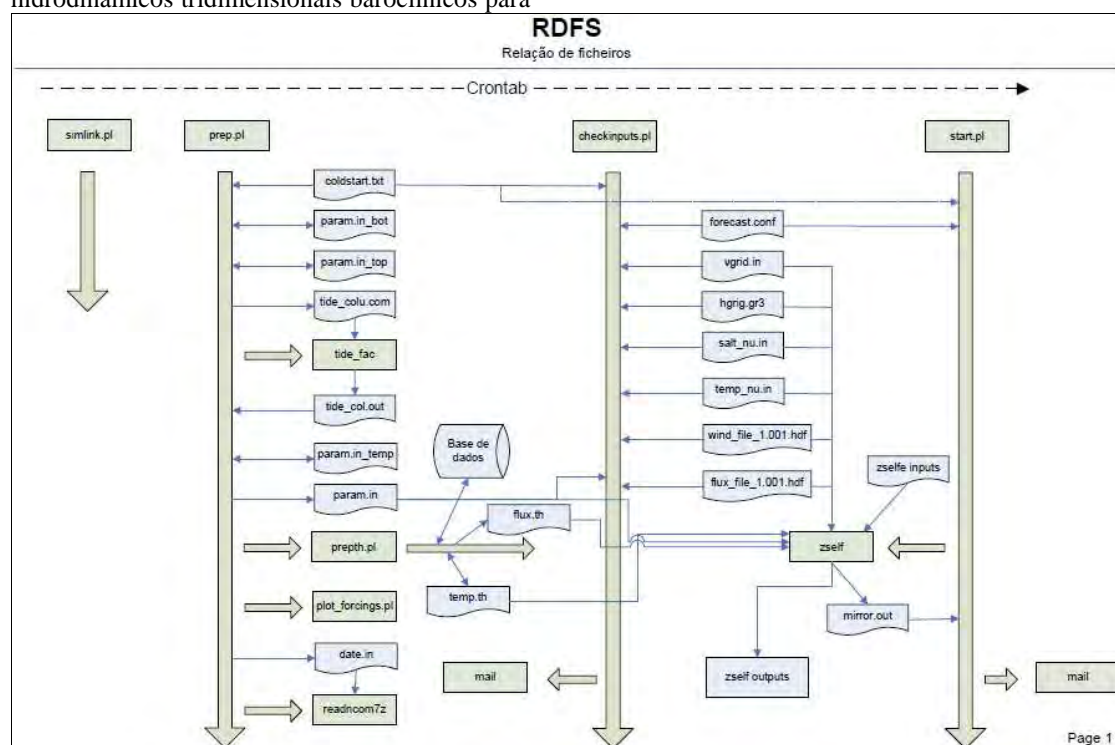 hidrodinâmicos tridimensionais baroclínicos para
RDFS
Relação de ficheiros
Crontab
simlink.pl
prep.pl
checkinputs.pl
start.pl
coldstart.txt
param.in_bot
forecast.conf
param.in_top
vgrid.in
tide_colu.com
hgrig.gr3
tide_fac
salt_nu.in
tide_col.out
temp_nu.in
Base de
dados
wind_file_1.001.hdf
param.in_temp
zselfe inputs
param.in
flux_file_1.001.hdf
flux.th
prepth.pl
zself
temp.th
plot_forcings.pl
mirror.out
date.in
mail
zself outputs
mail
readncom7z
Page 1